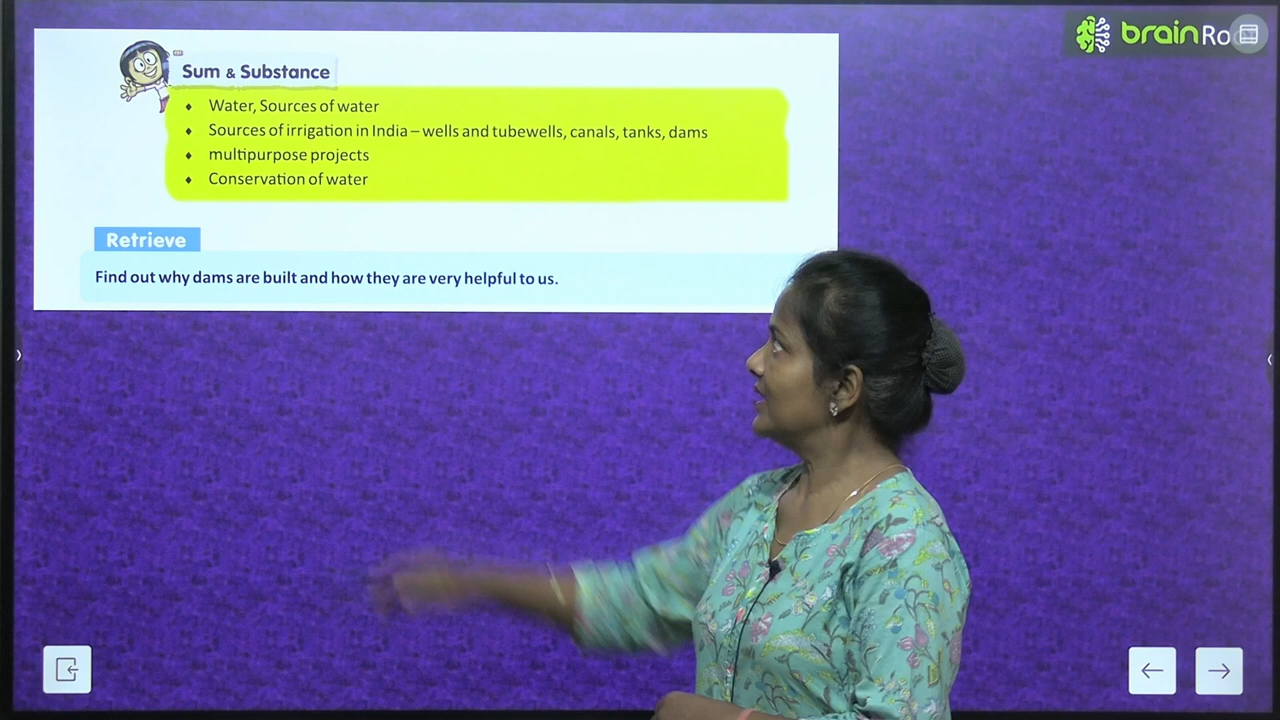 brainRo
Sum & Substance
♦ Water, Sources of water
♦ Sources of irrigation in India – wells and tubewells, canals, tanks, dams
♦ multipurpose projects
♦ Conservation of water
Retrieve
Find out why dams are built and how they are very helpful to us.